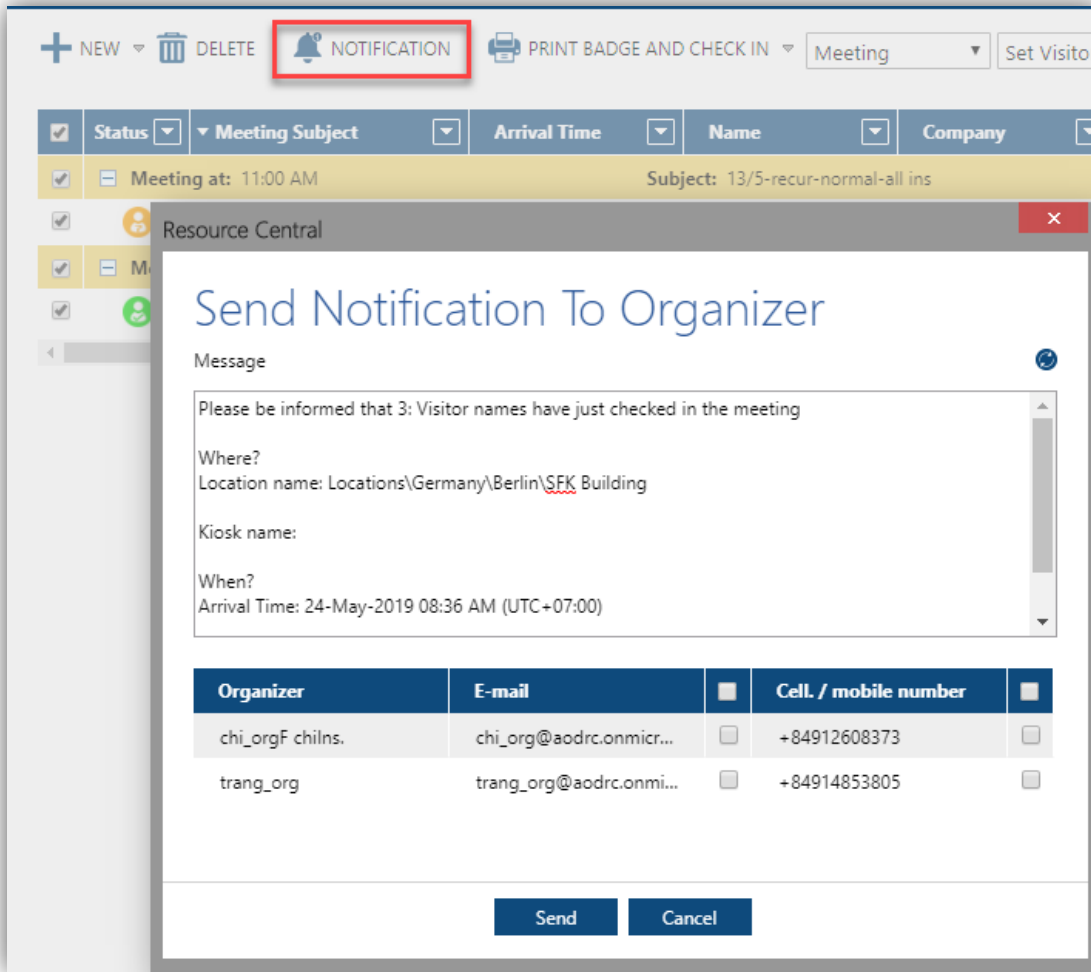 NEW DELETE NOTIFICATION PRINT BADGE AND CHECK IN Meeting Set Visito
Status Meeting Subject Arrival Time Name Company
Meeting at: 11:00 AM Subject: 13/5-recur-normal-all ins
Resource Central
Send Notification To Organizer
Message
Please be informed that 3: Visitor names have just checked in the meeting
Where?
Location name: Locations\Germany\Berlin\SFK Building
Kiosk name:
When?
Arrival Time: 24-May-2019 08:36 AM (UTC+07:00)
Organizer E-mail Cell. / mobile number
chi_orgF chiIns. chi_org@aodrc.onmicr... +84912608373
trang_org trang_org@aodrc.onmi... +84914853805
Send Cancel